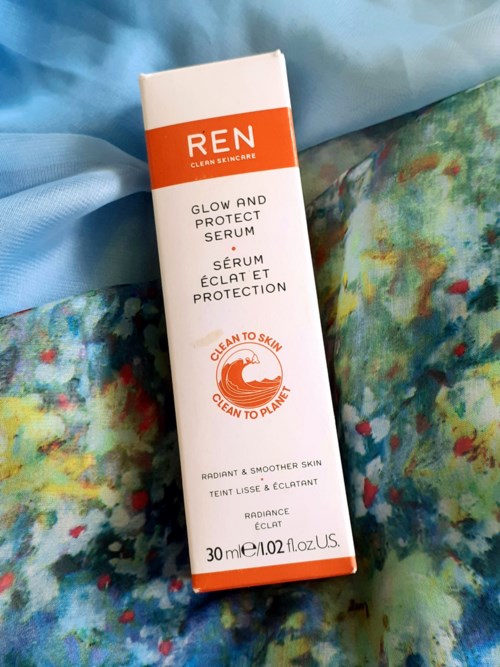 REN
CLEAN SKINCARE
GLOW AND
PROTECT
SERUM
SÉRUM
ÉCLAT ET
PROTECTION
CLEAN TO SKIN
CLEAN TO PLANET
RADIANT & SMOOTHER SKIN
TEINT LISSE & ÉCLATANT
RADIANCE
ÉCLAT
30 ml℮/1.02 fl.oz.U.S.